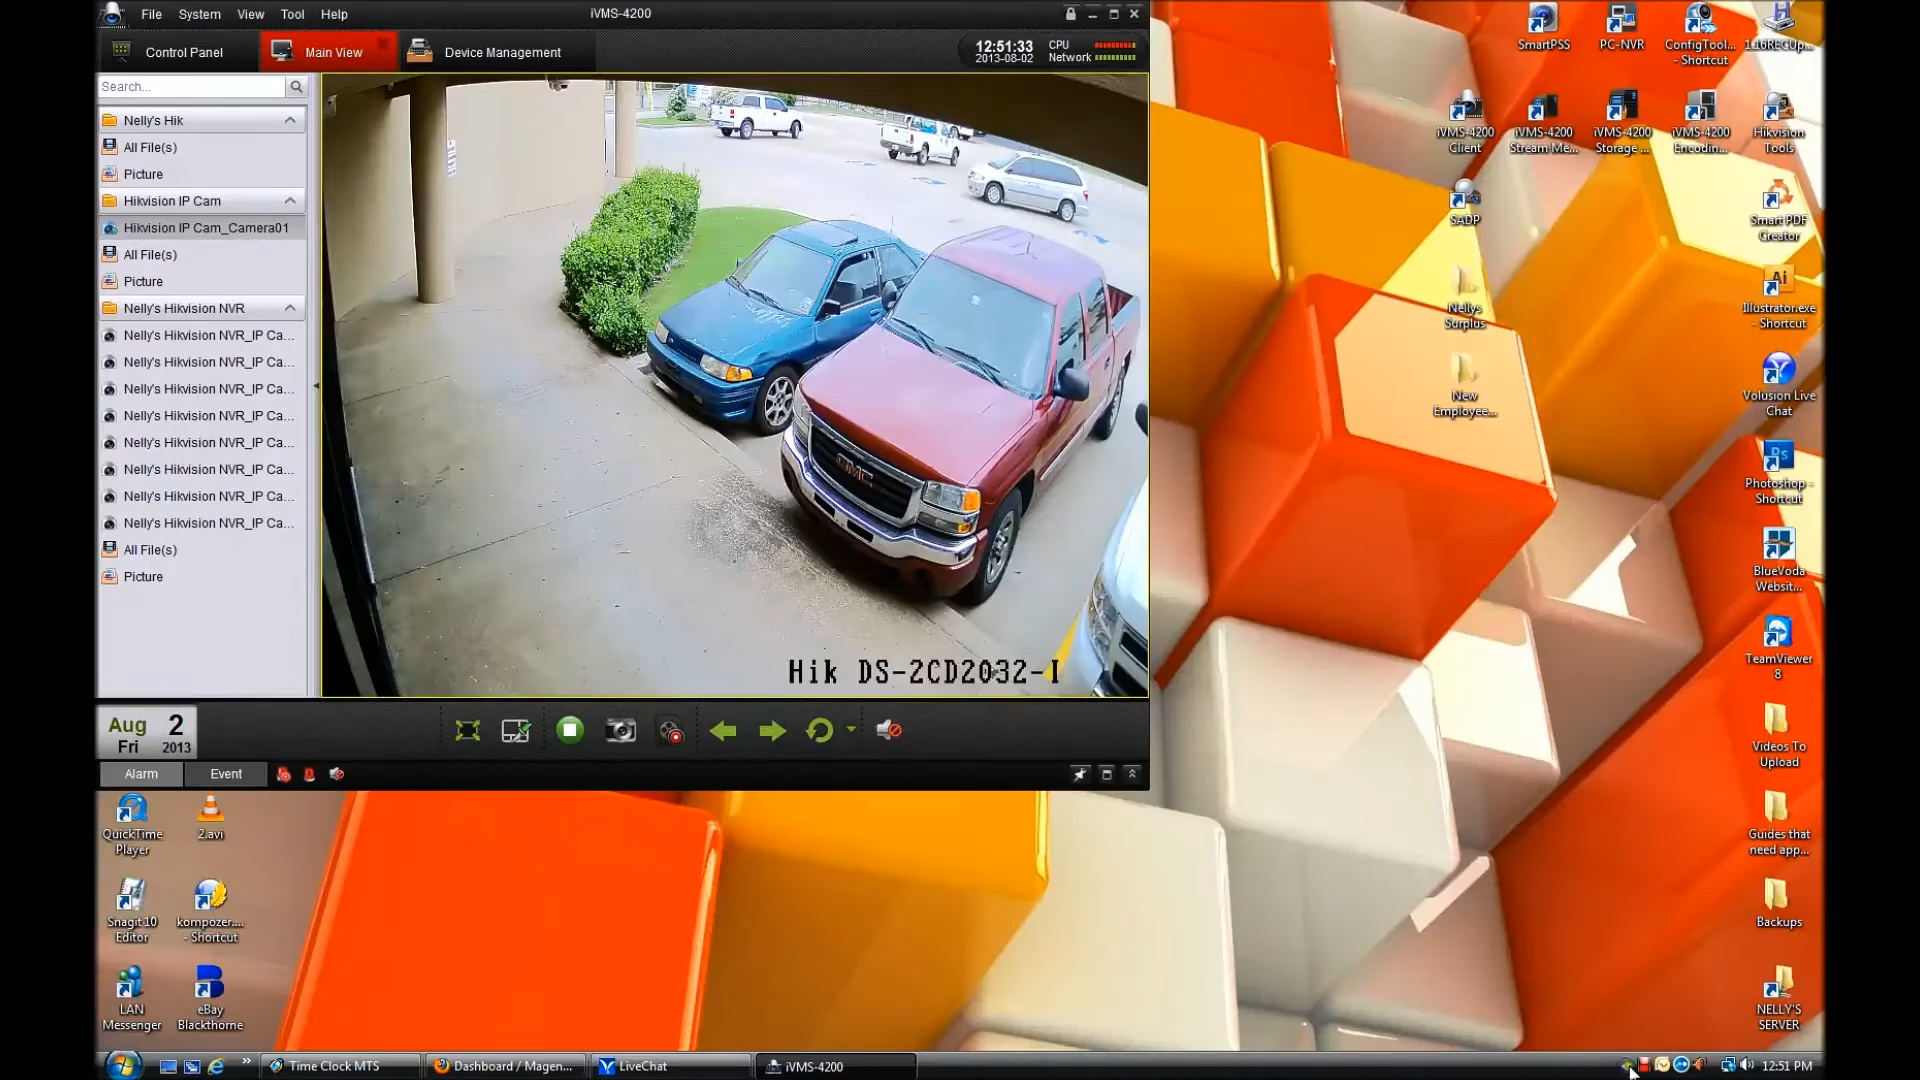 File System View Tool Help
iVMS-4200
Control Panel
Main View
Device Management
12:51:33
2013-08-02
CPU
Network
Search...
Nelly's Hik
All File(s)
Picture
Hikvision IP Cam
Hikvision IP Cam_Camera01
All File(s)
Picture
Nelly's Hikvision NVR
Nelly's Hikvision NVR_IP Ca...
Nelly's Hikvision NVR_IP Ca...
Nelly's Hikvision NVR_IP Ca...
Nelly's Hikvision NVR_IP Ca...
Nelly's Hikvision NVR_IP Ca...
Nelly's Hikvision NVR_IP Ca...
Nelly's Hikvision NVR_IP Ca...
Nelly's Hikvision NVR_IP Ca...
All File(s)
Picture
GMC
Hik DS-2CD2032-I
Aug 2
Fri 2013
Alarm
Event
SmartPSS
PC-NVR
ConfigTool...
- Shortcut
1.16RECUp...
iVMS-4200
Client
iVMS-4200
Stream Me...
iVMS-4200
Storage ...
iVMS-4200
Encodin...
Hikvision
Tools
SADP
Smart PDF
Creator
Nellys
Surplus
Ai
Illustrator.exe
- Shortcut
New
Employee...
Volusion Live
Chat
Ps
Photoshop -
Shortcut
BlueVoda
Websit...
TeamViewer
8
Videos To
Upload
Guides that
need app...
Backups
NELLY'S
SERVER
QuickTime
Player
2.avi
Snagit 10
Editor
kompozer....
- Shortcut
LAN
Messenger
eBay
Blackthorne
Time Clock MTS
Dashboard / Magen...
LiveChat
iVMS-4200
12:51 PM